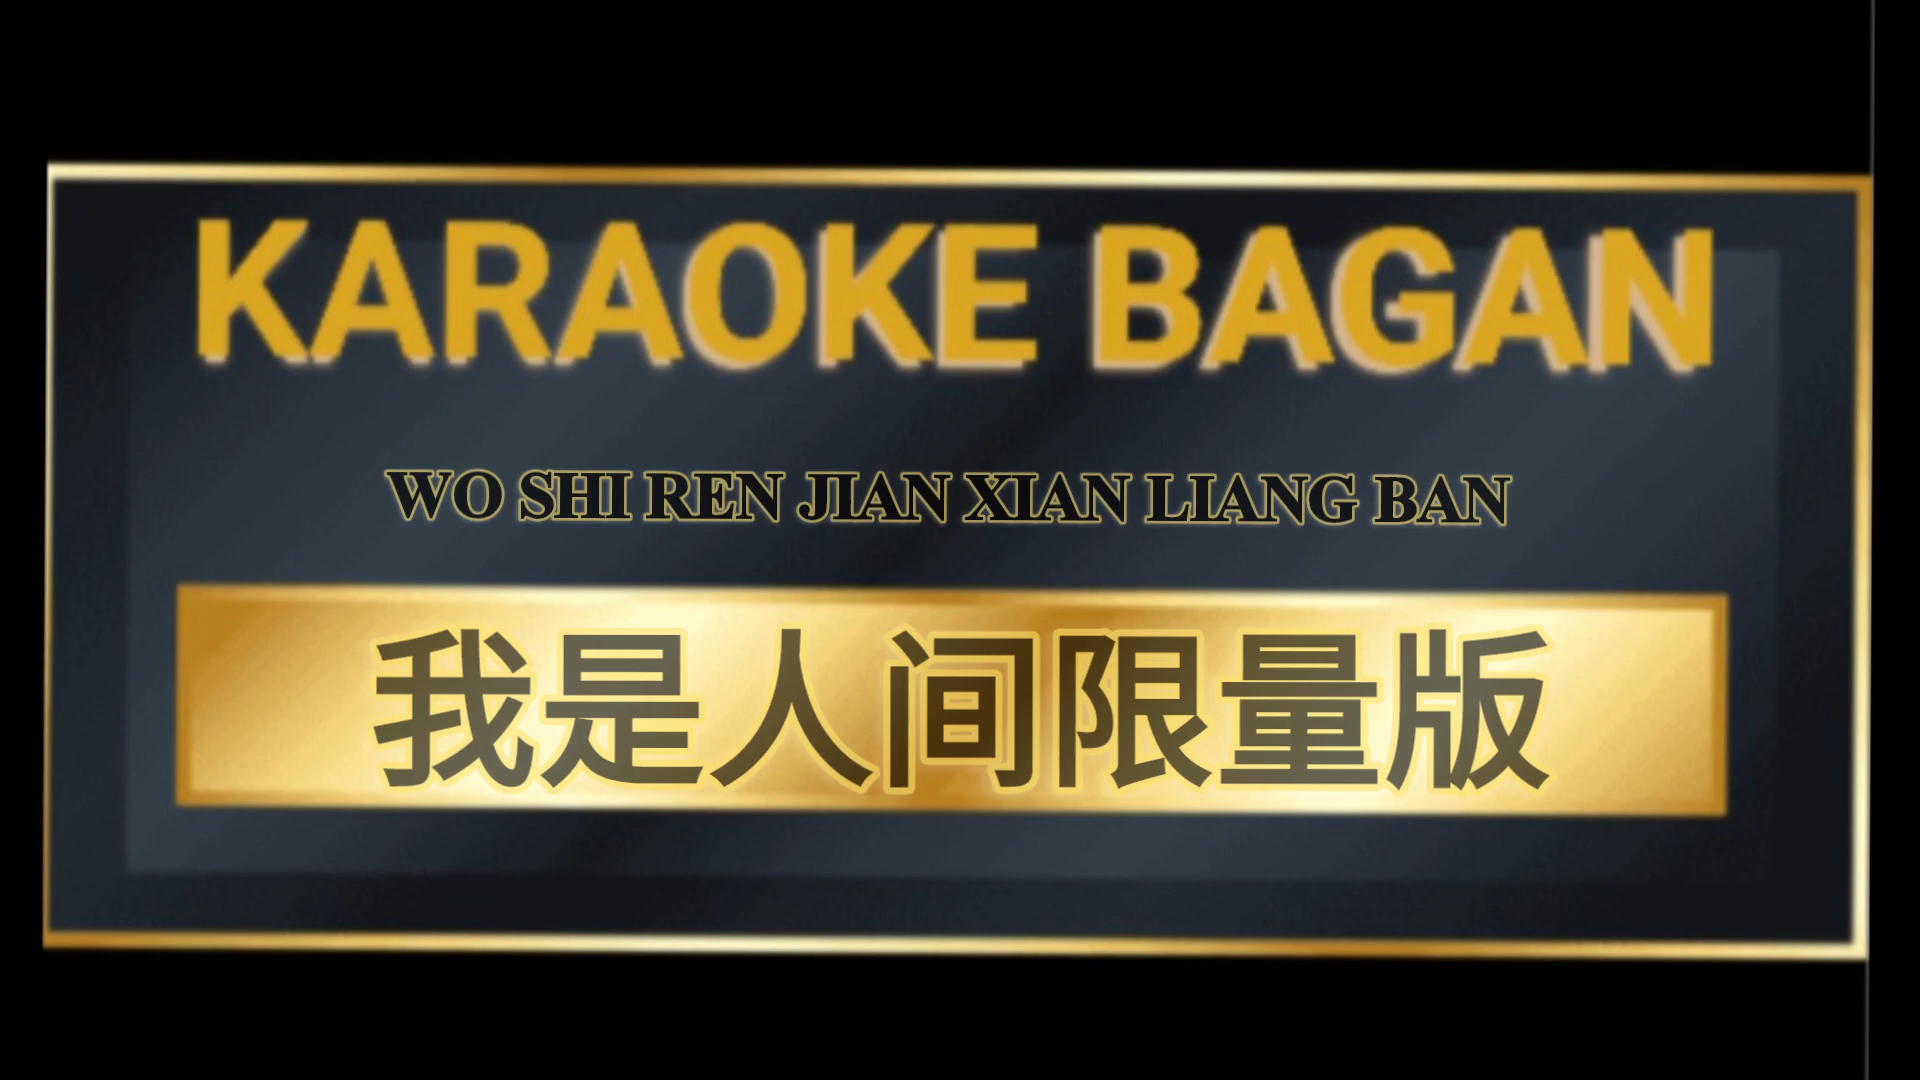 KARAOKE BAGAN
WO SHI REN JIAN XIAN LIANG BAN
我是人间限量版